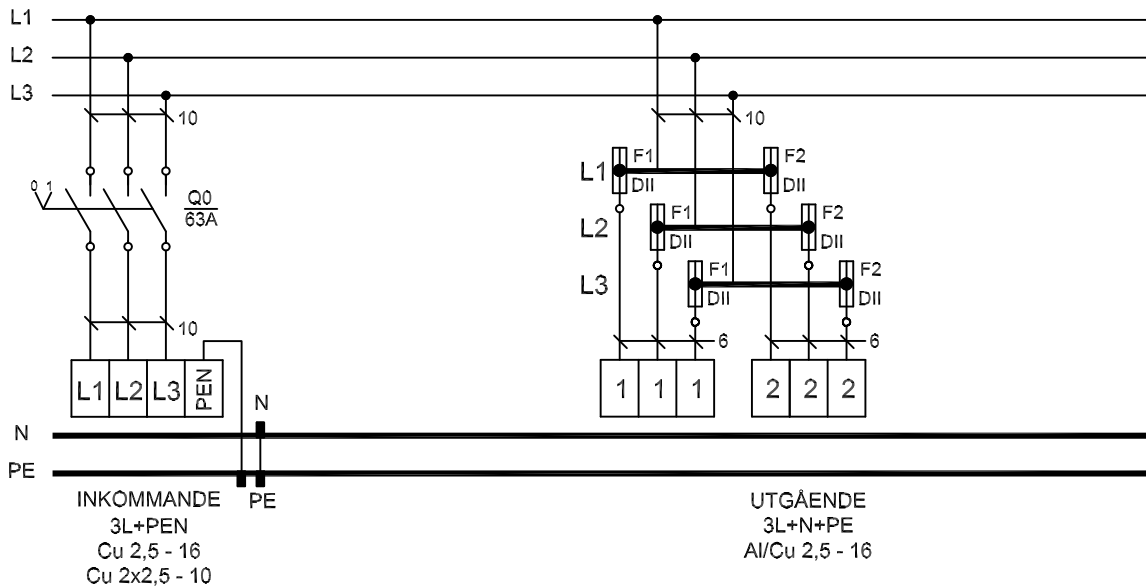 L1
L2
L3
10
10
0 1
Q0
63A
L1
F1
F2
DII
DII
L2
F1
F2
DII
DII
L3
F1
F2
DII
DII
10
6
6
L1 L2 L3 PEN
1 1 1
2 2 2
N
N
PE
PE
INKOMMANDE
3L+PEN
Cu 2,5 - 16
Cu 2x2,5 - 10
UTGÅENDE
3L+N+PE
Al/Cu 2,5 - 16